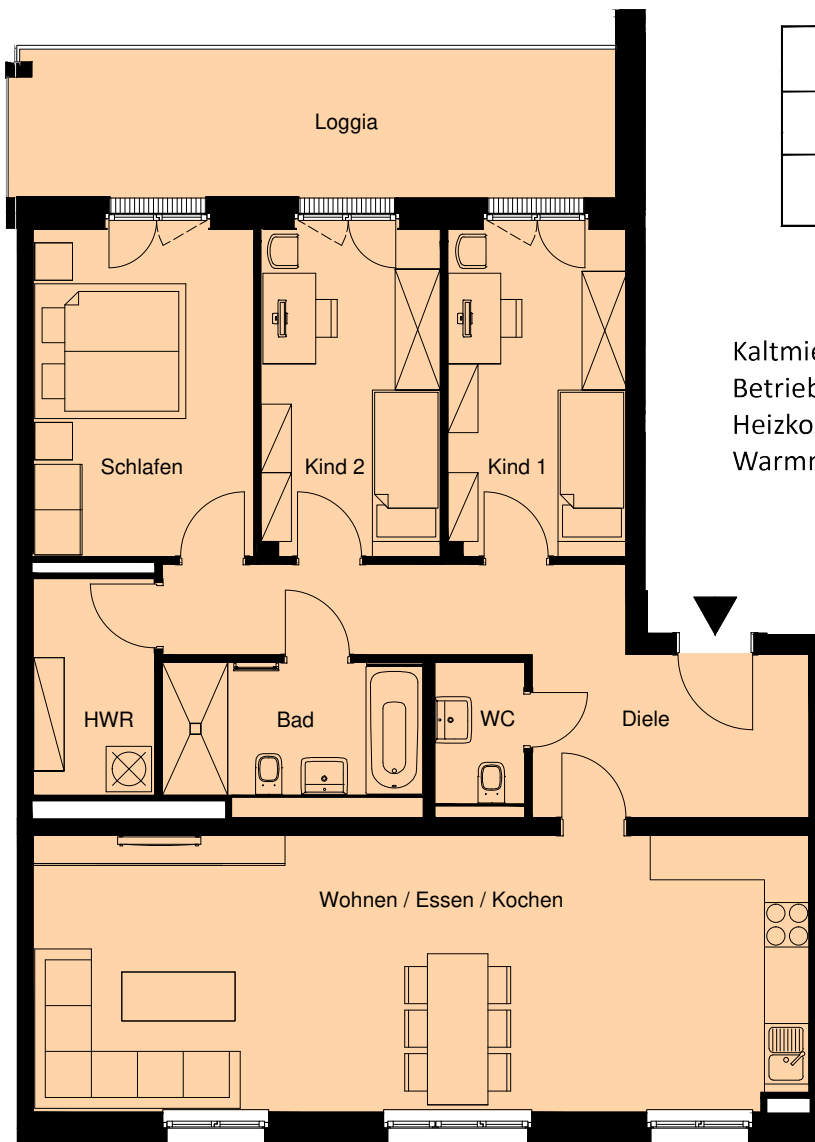 Loggia
Schlafen
Kind 2
Kind 1
HWR
Bad
WC
Diele
Wohnen / Essen / Kochen